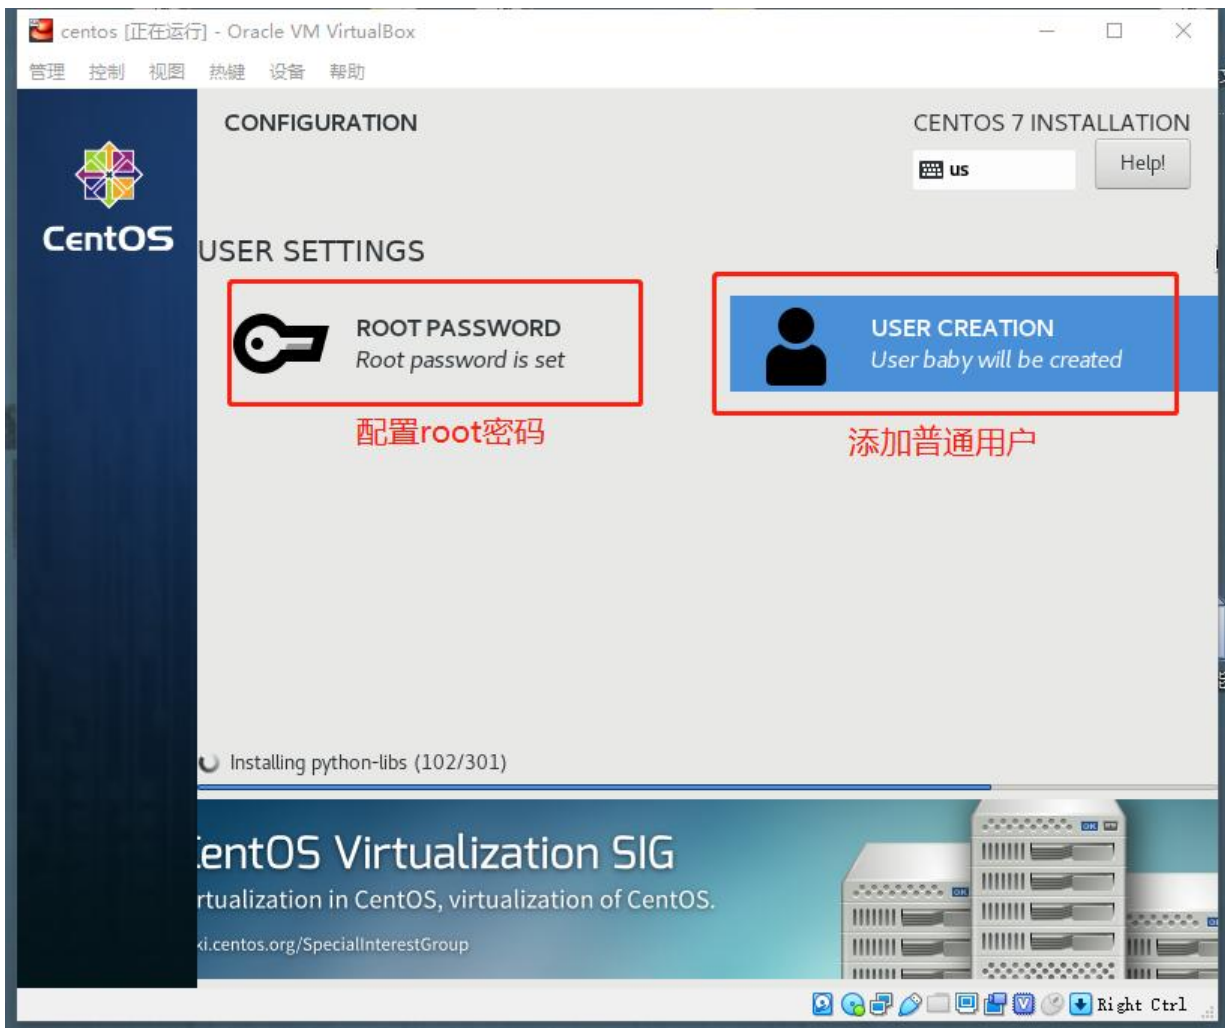 centos [正在运行] - Oracle VM VirtualBox
管理 控制 视图 热键 设备 帮助
CONFIGURATION
CENTOS 7 INSTALLATION
us
Help!
CentOS
USER SETTINGS
ROOT PASSWORD
Root password is set
USER CREATION
User baby will be created
配置root密码
添加普通用户
Installing python-libs (102/301)
entOS Virtualization SIG
rtualization in CentOS, virtualization of CentOS.
ki.centos.org/SpecialInterestGroup
OK
OK
OK
Right Ctrl